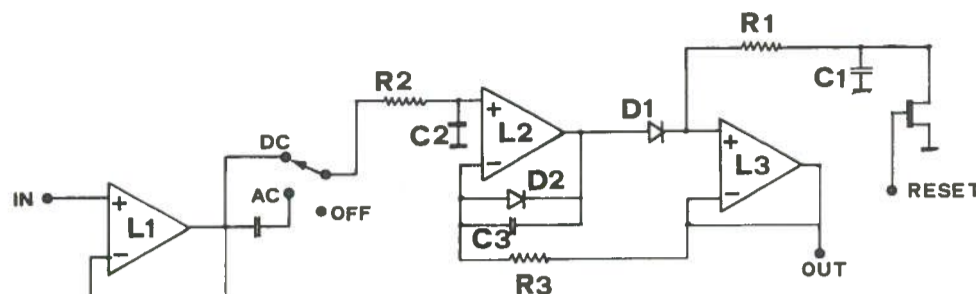 R1
R2
D1
C1
+
L2
C2
−
+
L3
−
DC
D2
AC
IN
+
L1
−
OFF
RESET
C3
R3
OUT